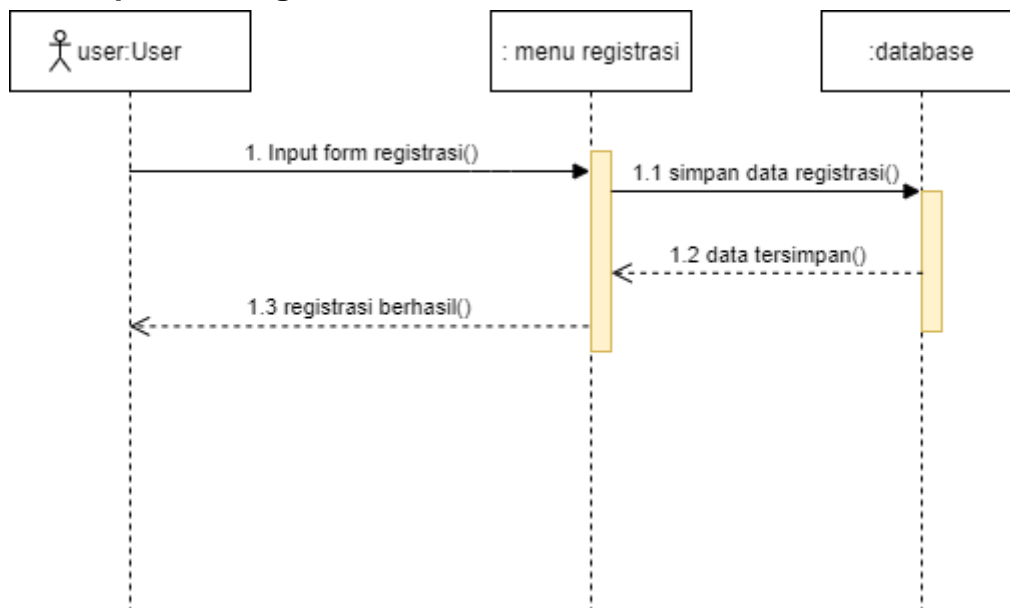 user:User
: menu registrasi
:database
1. Input form registrasi()
1.1 simpan data registrasi()
1.2 data tersimpan()
1.3 registrasi berhasil()